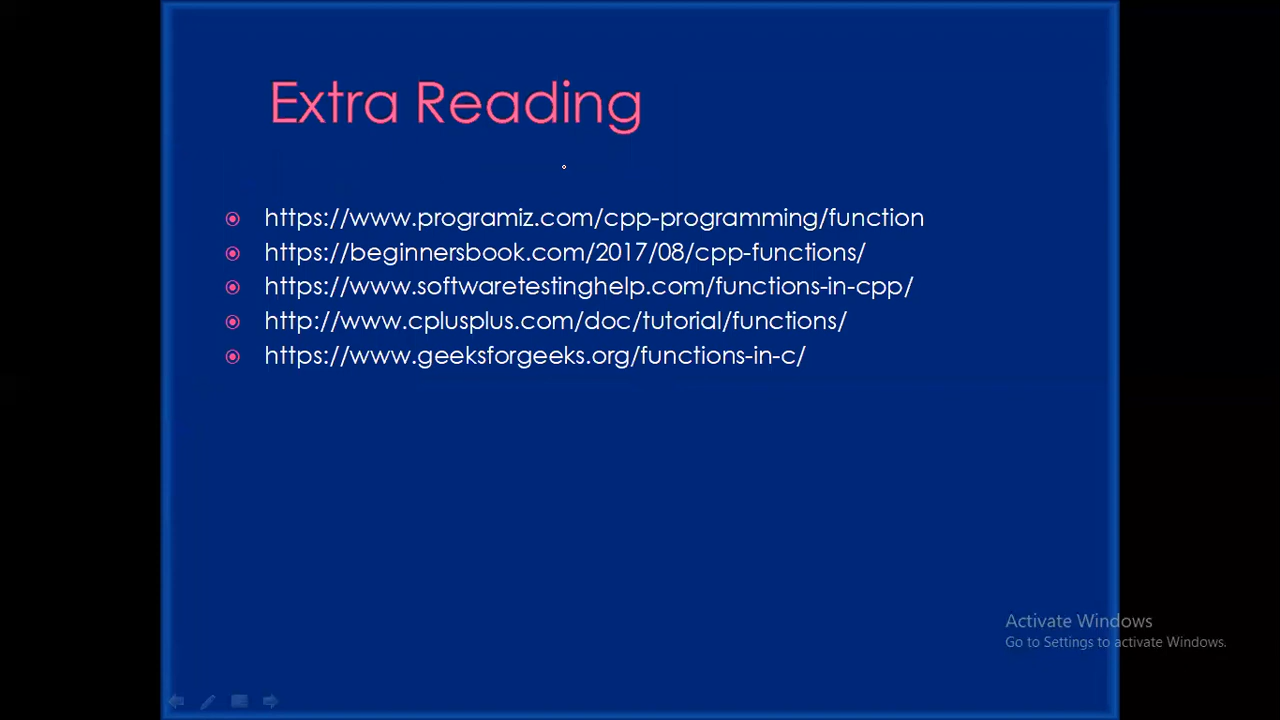 Extra Reading
https://www.programiz.com/cpp-programming/function
https://beginnersbook.com/2017/08/cpp-functions/
https://www.softwaretestinghelp.com/functions-in-cpp/
http://www.cplusplus.com/doc/tutorial/functions/
https://www.geeksforgeeks.org/functions-in-c/
Activate Windows
Go to Settings to activate Windows.